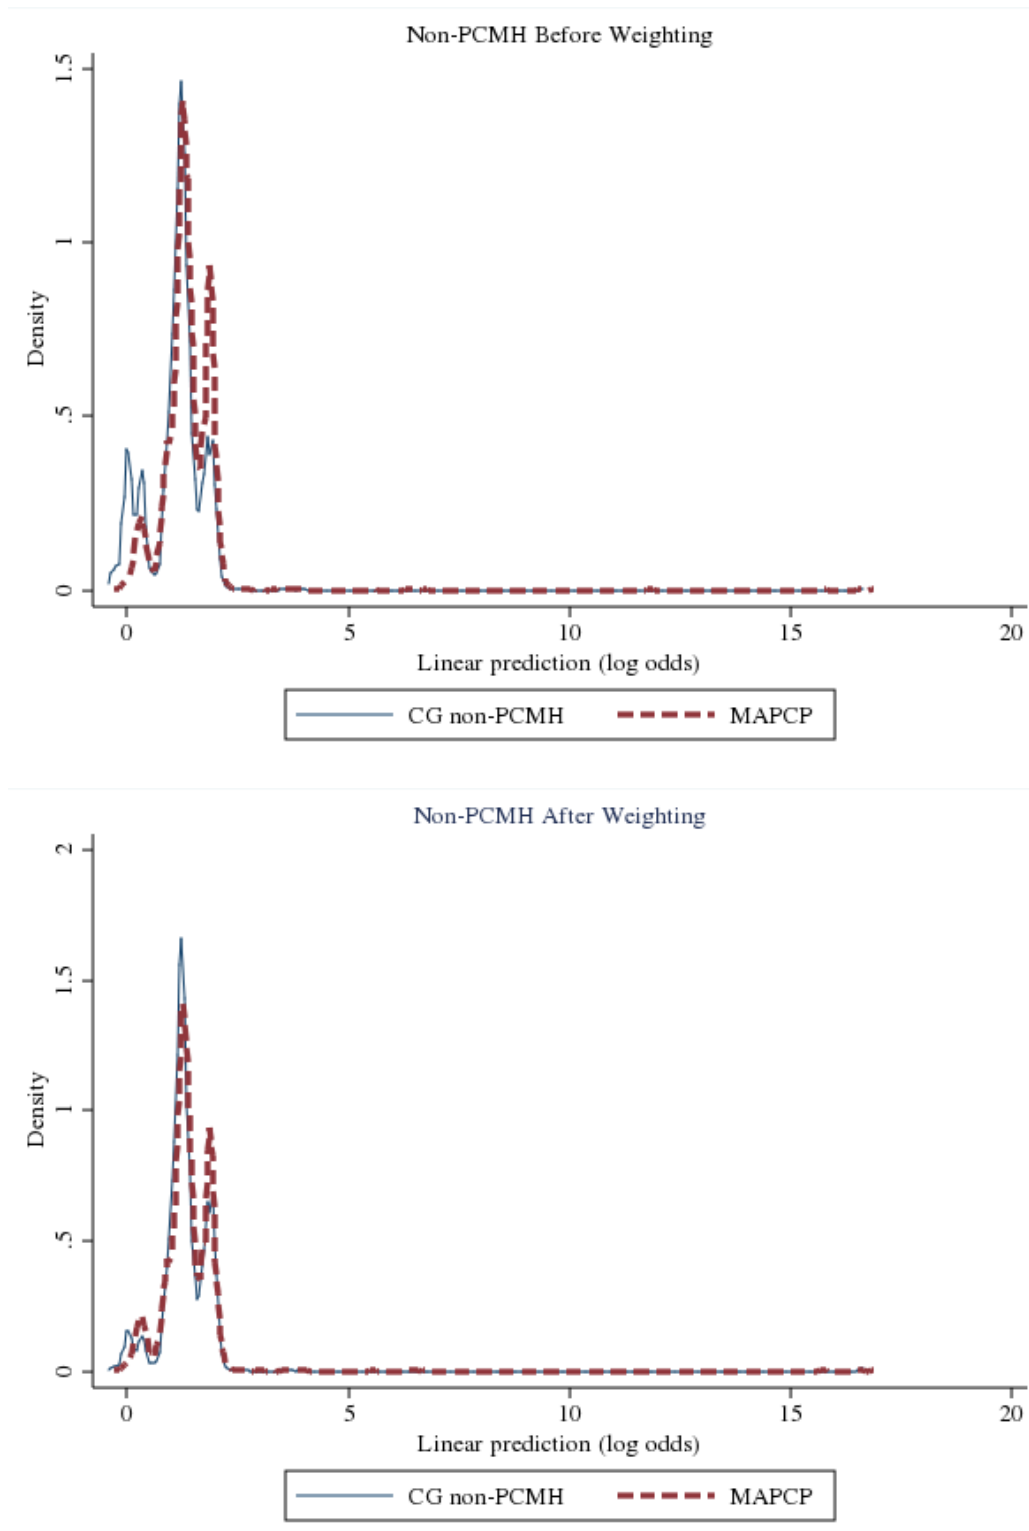 Non-PCMH Before Weighting
1.5
1
.5
0
Density
0 5 10 15 20
Linear prediction (log odds)
CG non-PCMH MAPCP
Non-PCMH After Weighting
2
1.5
1
.5
0
Density
0 5 10 15 20
Linear prediction (log odds)
CG non-PCMH MAPCP